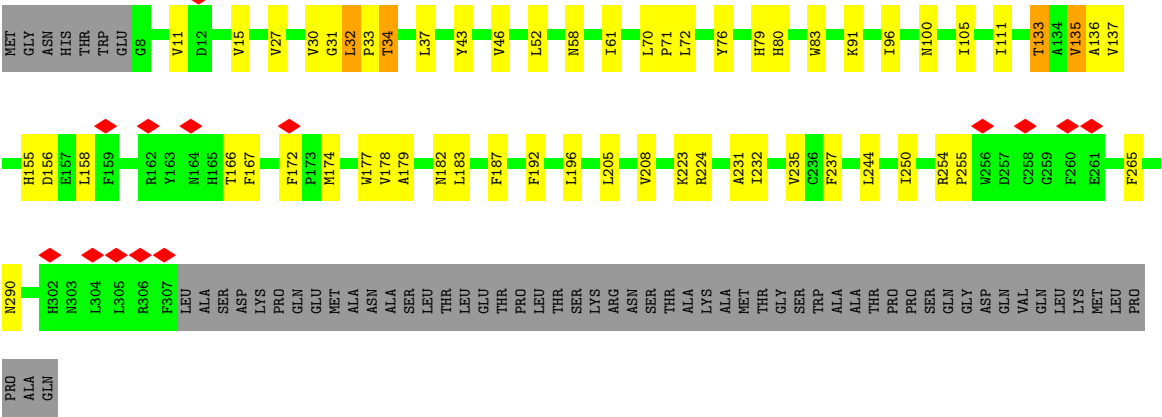 MET GLY ASN HIS THR TRP GLU G8 V11 D12 V15 V27 V30 G31 L32 P33 T34 L37 Y43 V46 L52 N58 I61 L70 P71 L72 Y76 H79 H80 W83 K91 I96 N100 I105 I111 T133 A134 V135 A136 V137
H155 D156 E157 L158 F159 R162 Y163 N164 H165 T166 F167 F172 P173 M174 W177 V178 A179 N182 L183 F187 F192 L196 L205 V208 K223 R224 A231 I232 V235 C236 F237 L244 I250 R254 P255 W256 D257 C258 G259 F260 E261 F265
N290 H302 N303 L304 L305 R306 F307 LEU ALA SER ASP LYS PRO GLN GLU MET ALA ASN ALA SER LEU THR LEU GLU THR PRO LEU THR SER LYS ARG ASN SER THR ALA LYS ALA MET THR GLY SER TRP ALA ALA THR PRO PRO SER GLN GLY ASP GLN VAL GLN LEU LYS MET LEU PRO
PRO ALA GLN